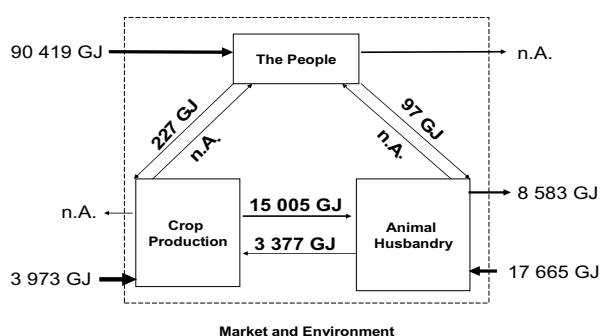 90 419 GJ
The People
n.A.
227 GJ
n.A.
97 GJ
n.A.
n.A.
15 005 GJ
8 583 GJ
Crop
Production
Animal
Husbandry
3 377 GJ
3 973 GJ
17 665 GJ
Market and Environment